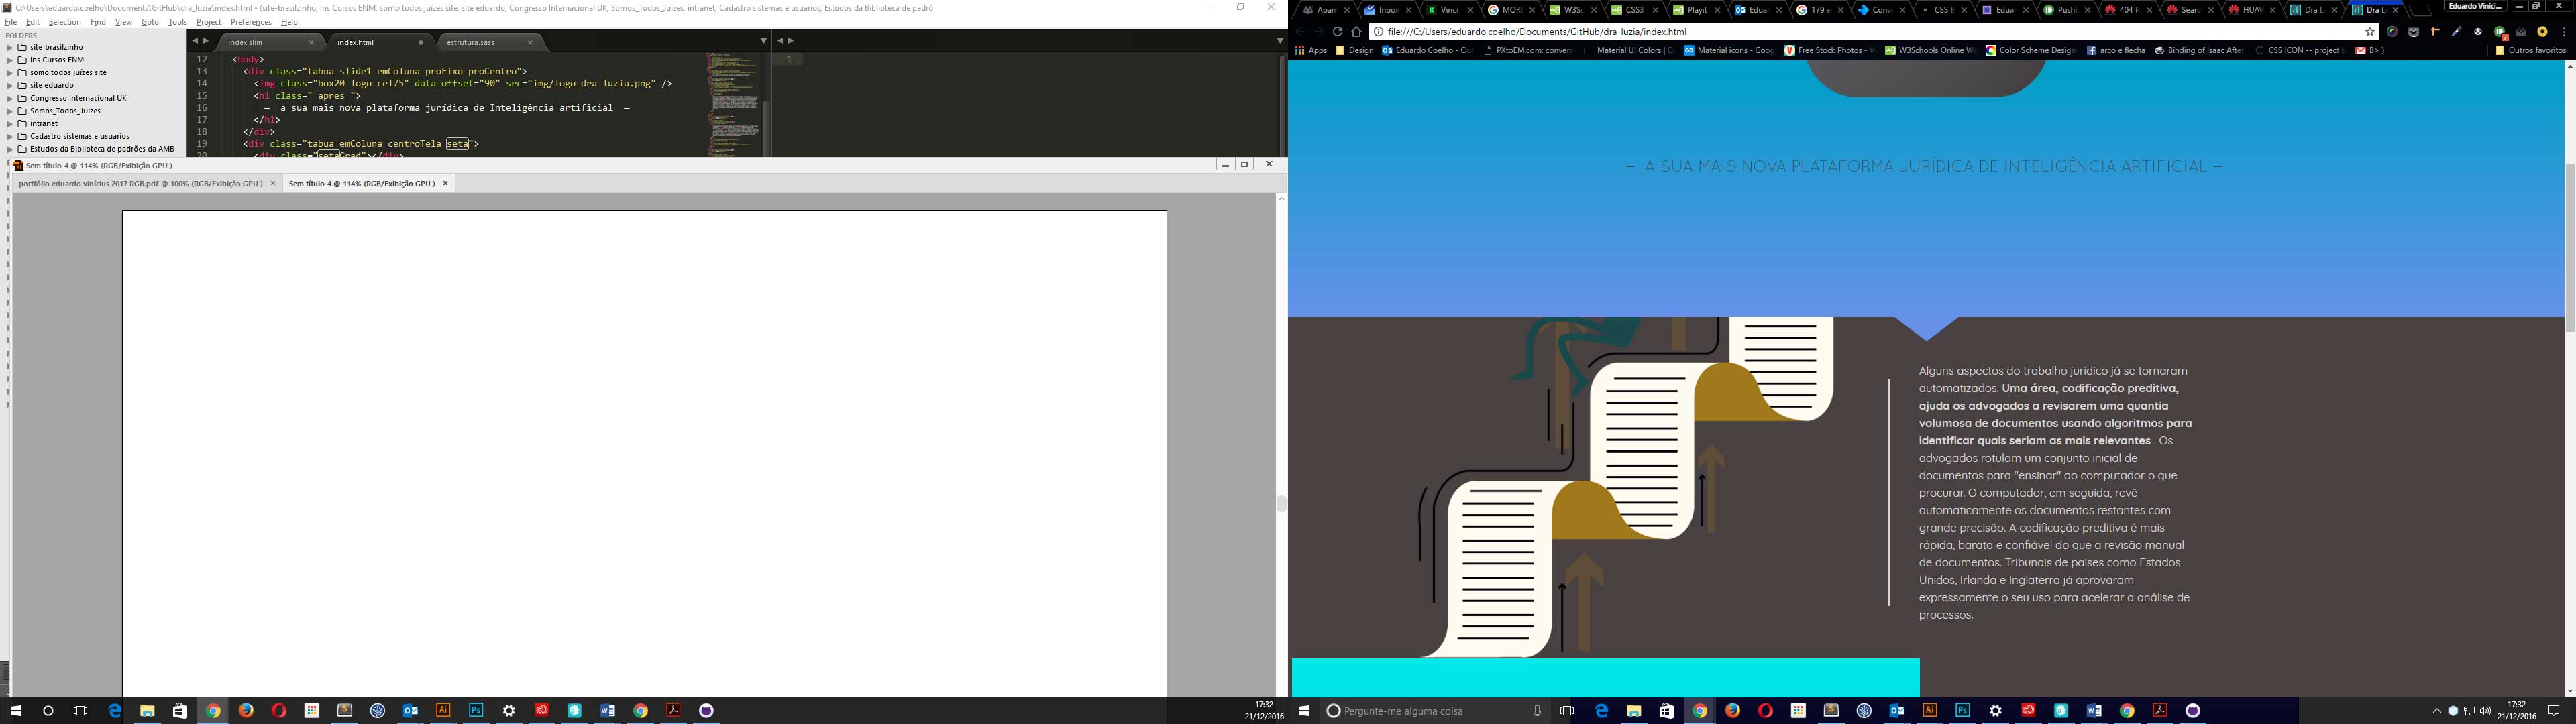 C:\Users\eduardo.coelho\Documents\GitHub\dra_luzia\index.html • (site-brasilzinho, Ins Cursos ENM, somo todos juízes site, site eduardo, Congresso Internacional UK, Somos_Todos_Juizes, intranet, Cadastro sistemas e usuarios, Estudos da Biblioteca de padrõ
File Edit Selection Find View Goto Tools Project Preferences Help
FOLDERS
site-brasilzinho
Ins Cursos ENM
somo todos juízes site
site eduardo
Congresso Internacional UK
Somos_Todos_Juizes
intranet
Cadastro sistemas e usuarios
Estudos da Biblioteca de padrões da AMB
index.slim
index.html
estrutura.sass
12 <body>
13 <div class="tabua slide1 emColuna proEixo proCentro">
14 <img class="box20 logo cel75" data-offset="90" src="img/logo_dra_luzia.png" />
15 <h1 class=" apres ">
16 — a sua mais nova plataforma jurídica de Inteligência artificial —
17 </h1>
18 </div>
19 <div class="tabua emColuna centroTela seta">
20 <div class="setaGrad"></div>
1
Sem título-4 @ 114% (RGB/Exibição GPU )
portfólio eduardo vinícius 2017 RGB.pdf @ 100% (RGB/Exibição GPU )
Sem título-4 @ 114% (RGB/Exibição GPU )
17:32
21/12/2016
Apam Inbox Vinci MORE W3Sc CSS3 Playit Eduar 179 e Conve CSS B Eduar Pushb 404 P Searc HUAW Dra L Dra L
Eduardo Vinici...
file:///C:/Users/eduardo.coelho/Documents/GitHub/dra_luzia/index.html
Apps Design Eduardo Coelho - Out PXtoEM.com: convers Material UI Colors | C Material icons - Goog Free Stock Photos - V W3Schools Online W Color Scheme Design arco e flecha Binding of Isaac After CSS ICON -- project b B> ) Outros favoritos
— A SUA MAIS NOVA PLATAFORMA JURÍDICA DE INTELIGÊNCIA ARTIFICIAL —
Alguns aspectos do trabalho jurídico já se tornaram
automatizados. Uma área, codificação preditiva,
ajuda os advogados a revisarem uma quantia
volumosa de documentos usando algoritmos para
identificar quais seriam as mais relevantes . Os
advogados rotulam um conjunto inicial de
documentos para "ensinar" ao computador o que
procurar. O computador, em seguida, revê
automaticamente os documentos restantes com
grande precisão. A codificação preditiva é mais
rápida, barata e confiável do que a revisão manual
de documentos. Tribunais de paises como Estados
Unidos, Irlanda e Inglaterra já aprovaram
expressamente o seu uso para acelerar a análise de
processos.
Pergunte-me alguma coisa
17:32
21/12/2016